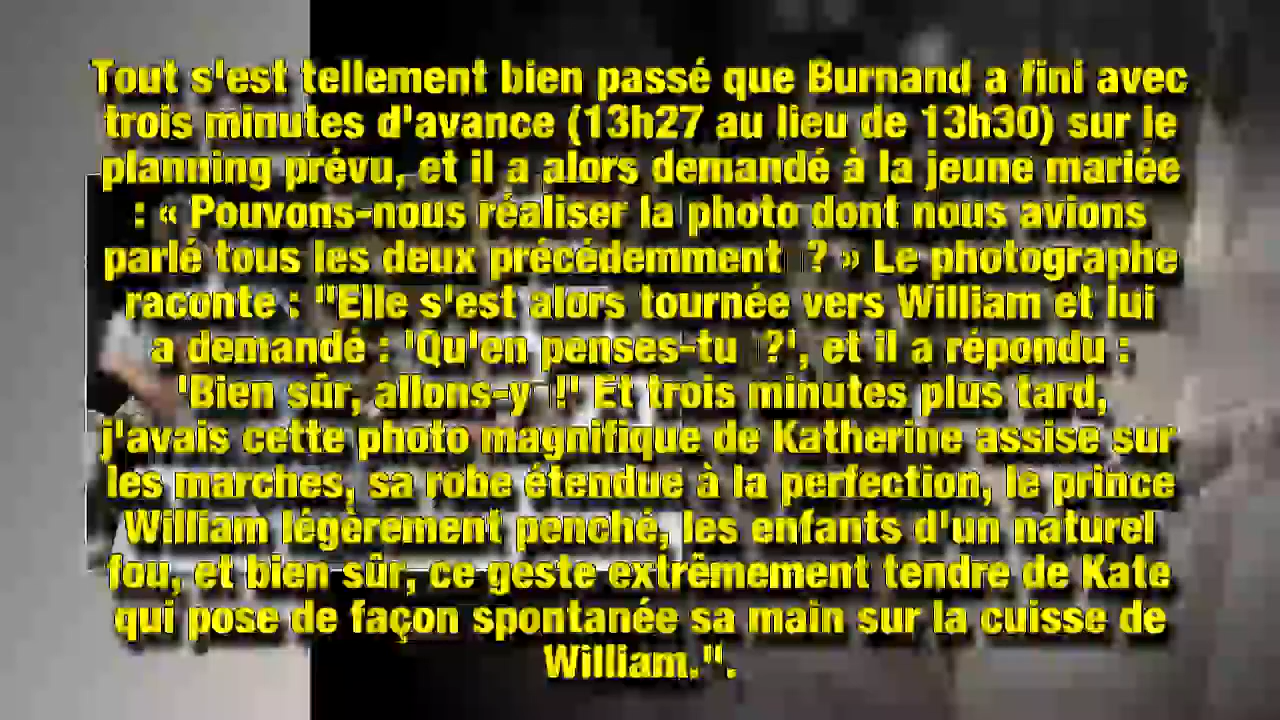 Tout s'est tellement bien passé que Burnand a fini avec
trois minutes d'avance (13h27 au lieu de 13h30) sur le
planning prévu, et il a alors demandé à la jeune mariée
: « Pouvons-nous réaliser la photo dont nous avions
parlé tous les deux précédemment ? » Le photographe
raconte : "Elle s'est alors tournée vers William et lui
a demandé : 'Qu'en penses-tu ?', et il a répondu :
'Bien sûr, allons-y !' Et trois minutes plus tard,
j'avais cette photo magnifique de Katherine assise sur
les marches, sa robe étendue à la perfection, le prince
William légèrement penché, les enfants d'un naturel
fou, et bien sûr, ce geste extrêmement tendre de Kate
qui pose de façon spontanée sa main sur la cuisse de
William.".